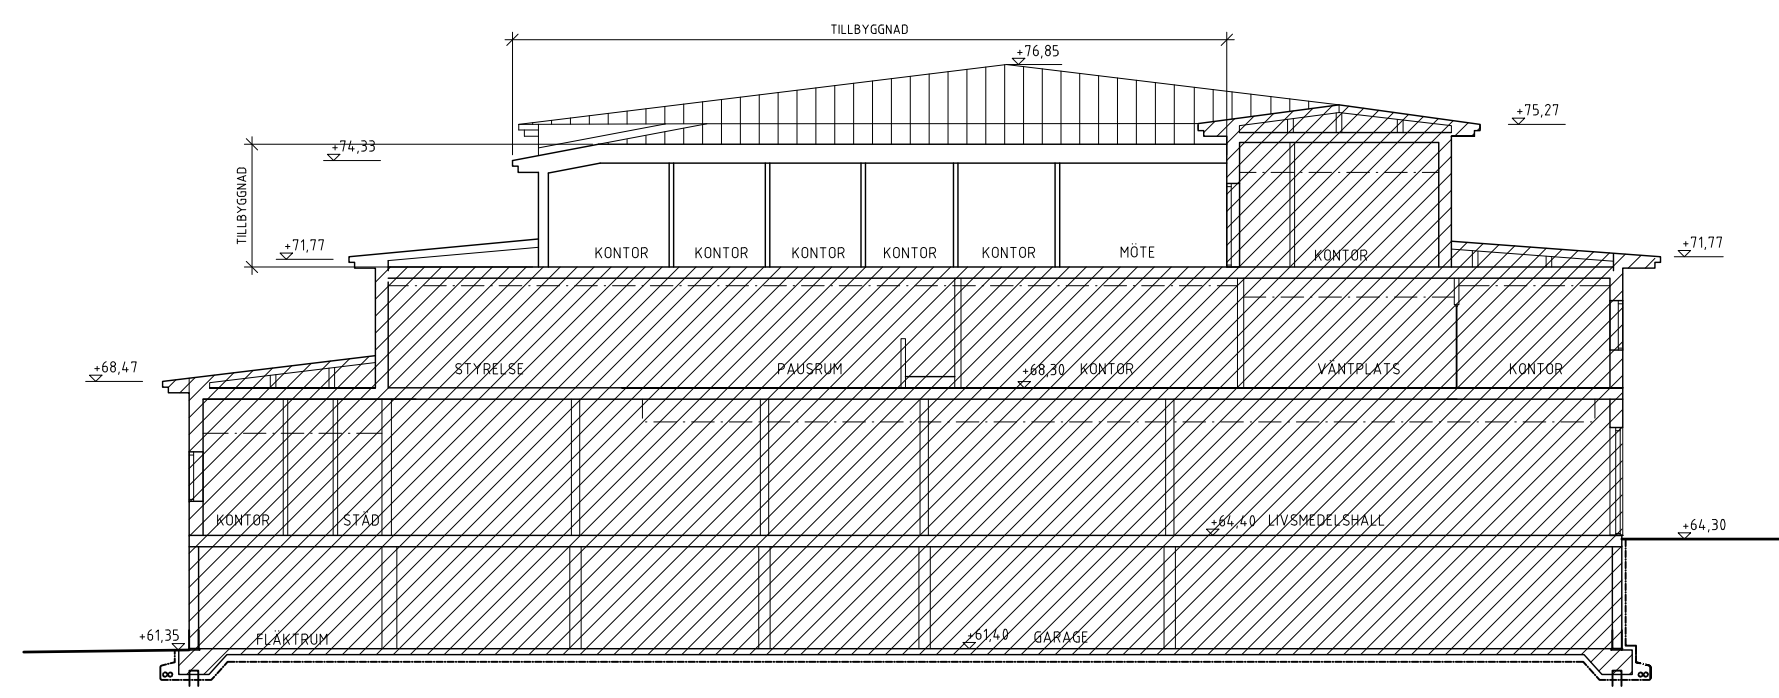 TILLBYGGNAD
+76,85
+75,27
+74,33
TILLBYGGNAD
+71,77
KONTOR KONTOR KONTOR KONTOR KONTOR MÖTE KONTOR
+71,77
+68,47
STYRELSE PAUSRUM +68,30 KONTOR VÄNTPLATS KONTOR
KONTOR STÄD +64,40 LIVSMEDELSHALL
+64,30
+61,35
FLÄKTRUM +61,40 GARAGE